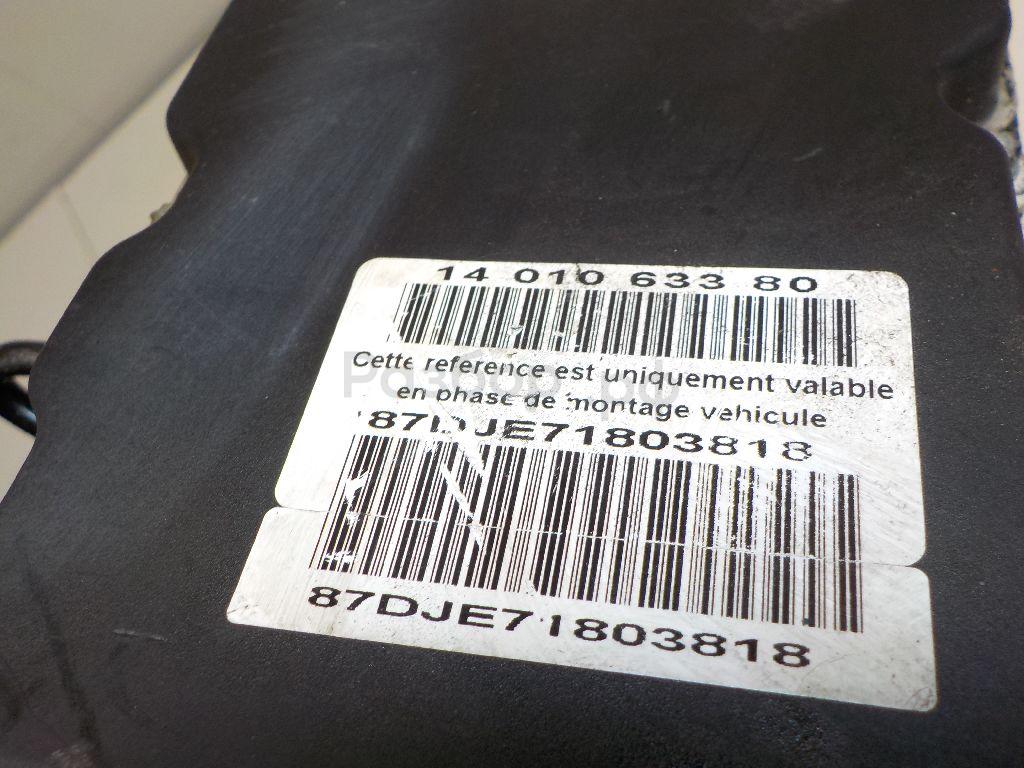 14 010 633 80
Cette reference est uniquement valable
en phase de montage vehicule
87DJE71803818
87DJE71803818